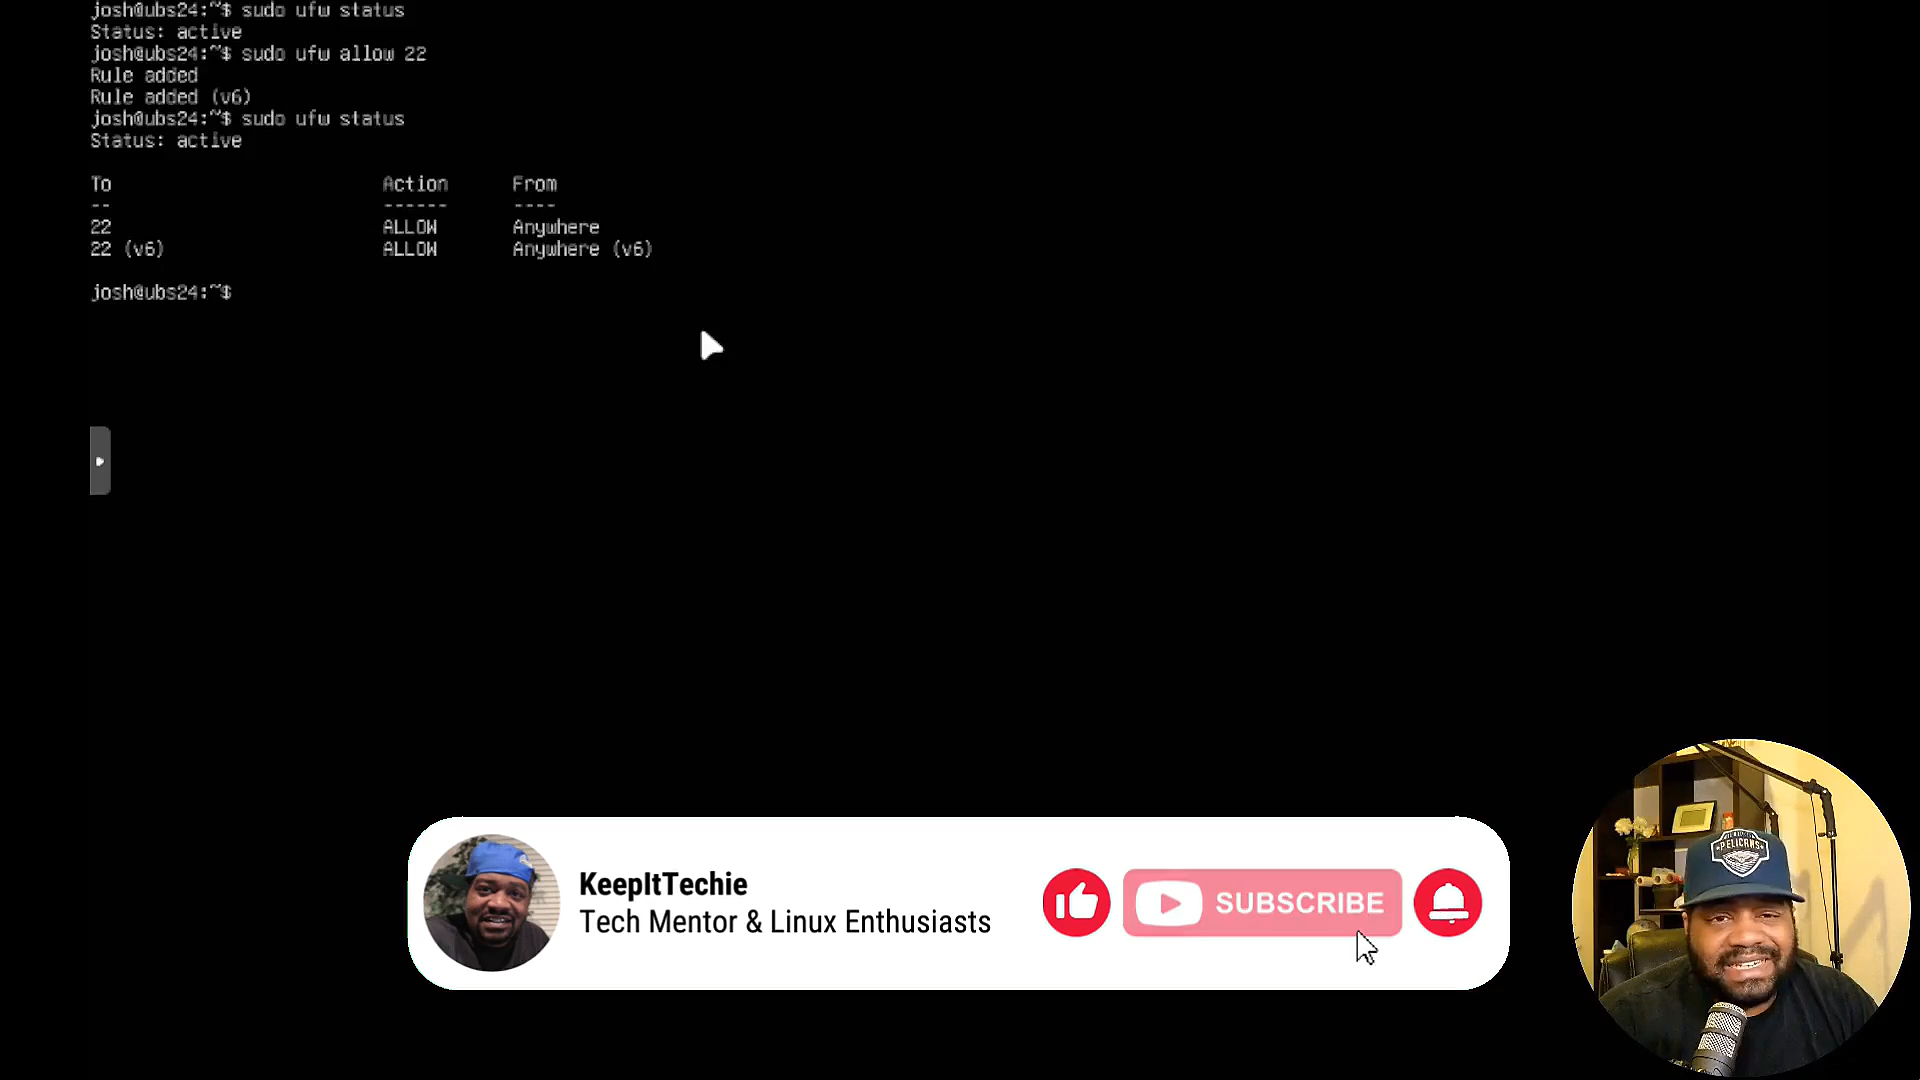 josh@ubs24:~$ sudo ufw status
Status: active
josh@ubs24:~$ sudo ufw allow 22
Rule added
Rule added (v6)
josh@ubs24:~$ sudo ufw status
Status: active
To Action From
-- ------ ----
22 ALLOW Anywhere
22 (v6) ALLOW Anywhere (v6)
josh@ubs24:~$
KeepItTechie
Tech Mentor & Linux Enthusiasts
SUBSCRIBE
PELICANS